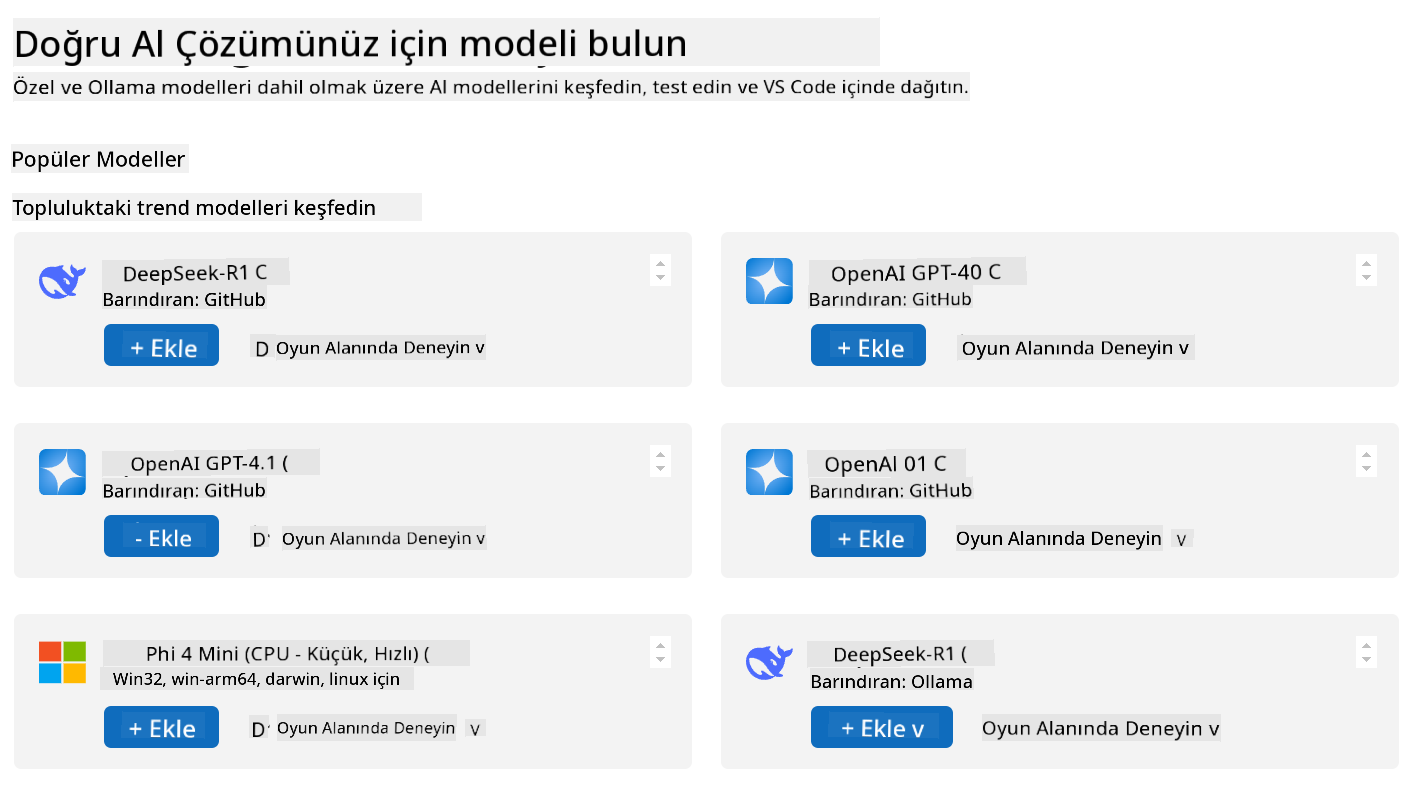 Doğru Al Çözümünüz için modeli bulun
Özel ve Ollama modelleri dahil olmak üzere Al modellerini keşfedin, test edin ve VS Code içinde dağıtın.
Popüler Modeller
Topluluktaki trend modelleri keşfedin
DeepSeek-R1 C
Barındıran: GitHub
+ Ekle
D Oyun Alanında Deneyin v
OpenAI GPT-40 C
Barındıran: GitHub
+ Ekle
Oyun Alanında Deneyin v
OpenAI GPT-4.1 (
Barındıran: GitHub
- Ekle
D' Oyun Alanında Deneyin v
OpenAl 01 C
Barındıran: GitHub
+ Ekle
Oyun Alanında Deneyin v
Phi 4 Mini (CPU - Küçük, Hızlı) (
Win32, win-arm64, darwin, linux için
+ Ekle
D' Oyun Alanında Deneyin v
DeepSeek-R1 (
Barındıran: Ollama
+ Ekle v
Oyun Alanında Deneyin v